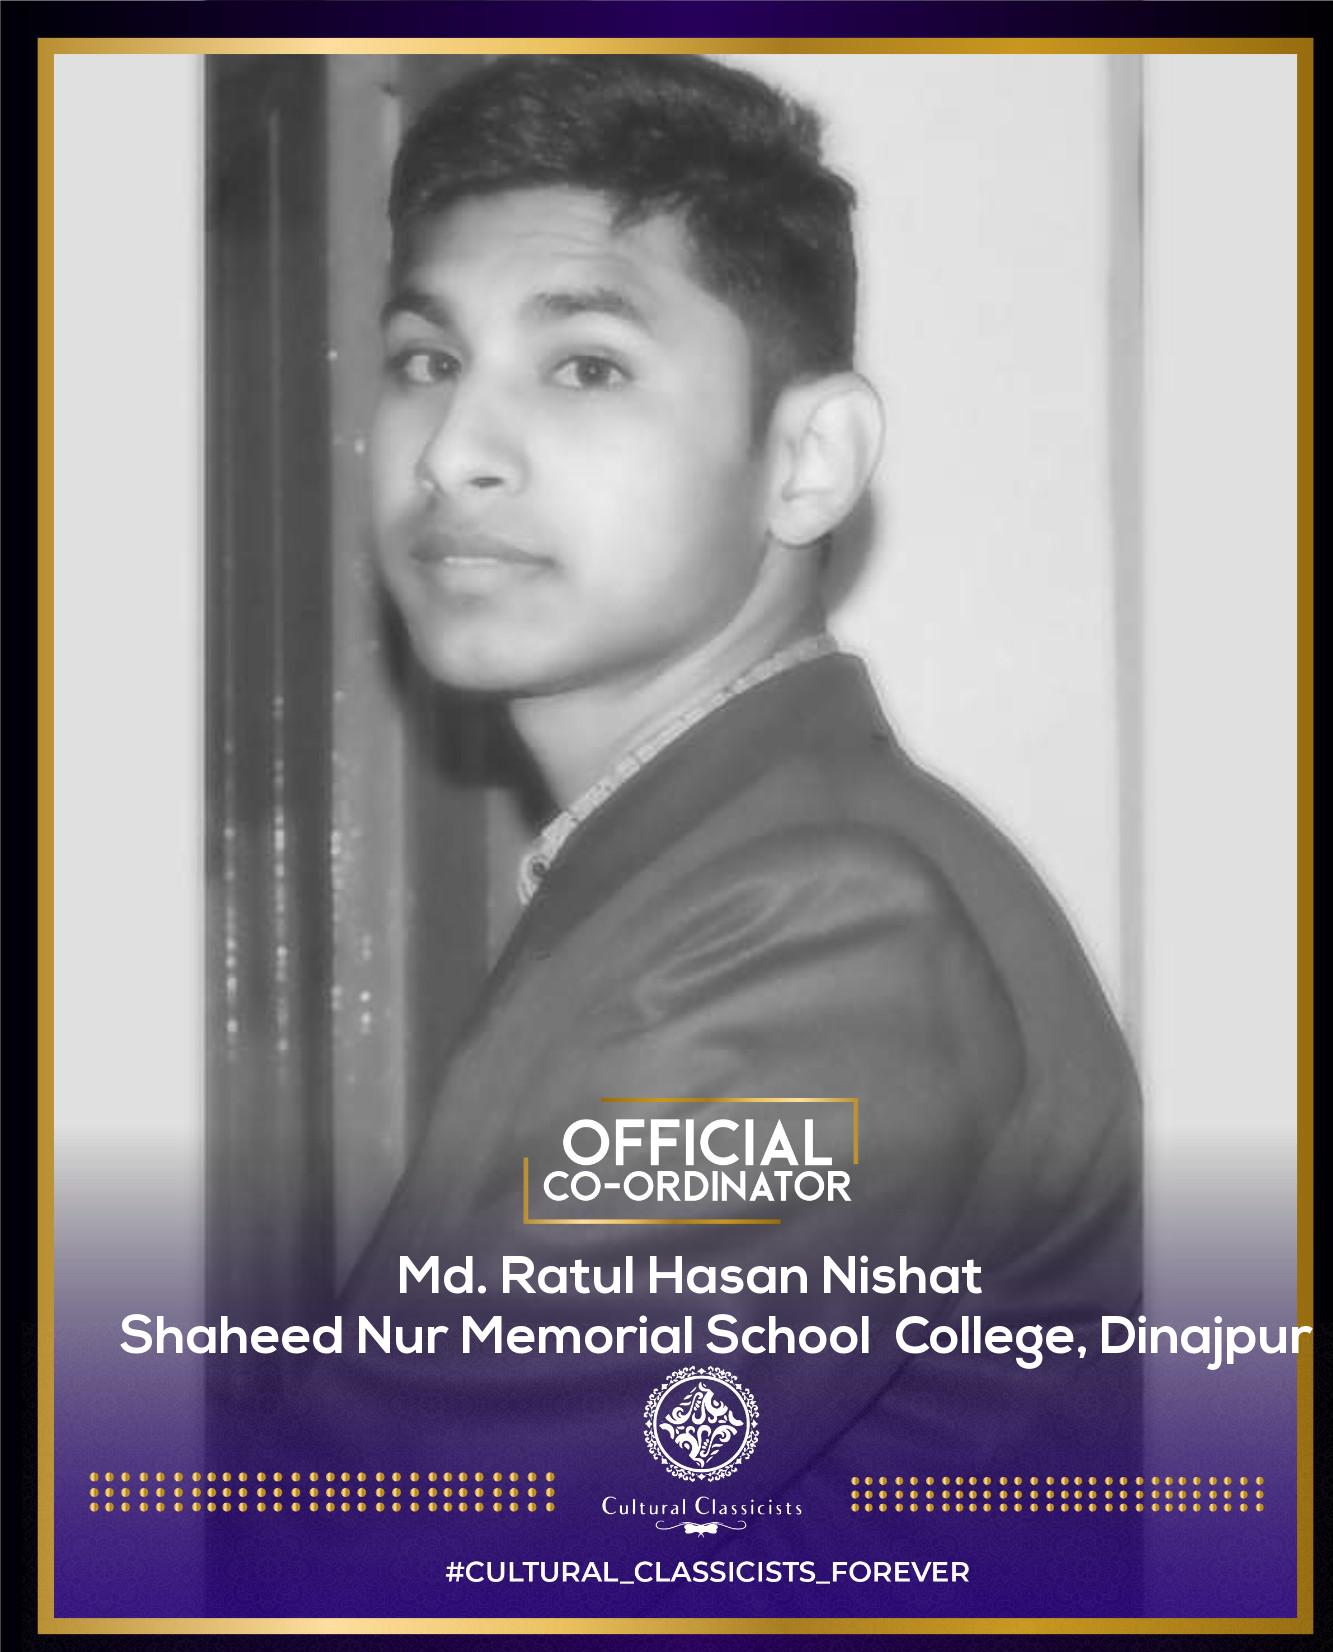 OFFICIAL
CO-ORDINATOR
Md. Ratul Hasan Nishat
Shaheed Nur Memorial School  College, Dinajpur
Cultural Classicists
#CULTURAL_CLASSICISTS_FOREVER